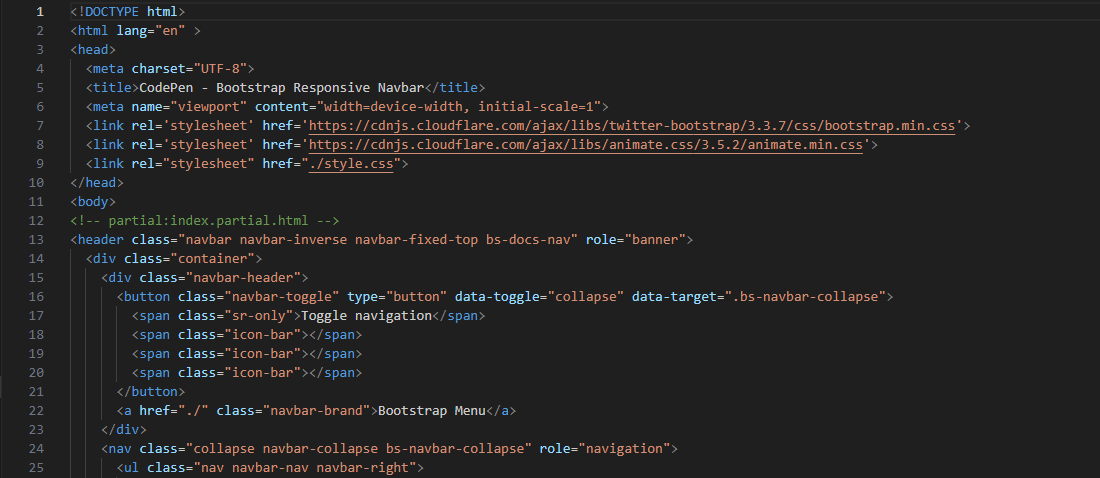 1 <!DOCTYPE html>
2 <html lang="en" >
3 <head>
4   <meta charset="UTF-8">
5   <title>CodePen - Bootstrap Responsive Navbar</title>
6   <meta name="viewport" content="width=device-width, initial-scale=1">
7   <link rel='stylesheet' href='https://cdnjs.cloudflare.com/ajax/libs/twitter-bootstrap/3.3.7/css/bootstrap.min.css'>
8   <link rel='stylesheet' href='https://cdnjs.cloudflare.com/ajax/libs/animate.css/3.5.2/animate.min.css'>
9   <link rel="stylesheet" href="./style.css">
10 </head>
11 <body>
12 <!-- partial:index.partial.html -->
13 <header class="navbar navbar-inverse navbar-fixed-top bs-docs-nav" role="banner">
14   <div class="container">
15     <div class="navbar-header">
16       <button class="navbar-toggle" type="button" data-toggle="collapse" data-target=".bs-navbar-collapse">
17         <span class="sr-only">Toggle navigation</span>
18         <span class="icon-bar"></span>
19         <span class="icon-bar"></span>
20         <span class="icon-bar"></span>
21       </button>
22       <a href="./" class="navbar-brand">Bootstrap Menu</a>
23     </div>
24     <nav class="collapse navbar-collapse bs-navbar-collapse" role="navigation">
25       <ul class="nav navbar-nav navbar-right">